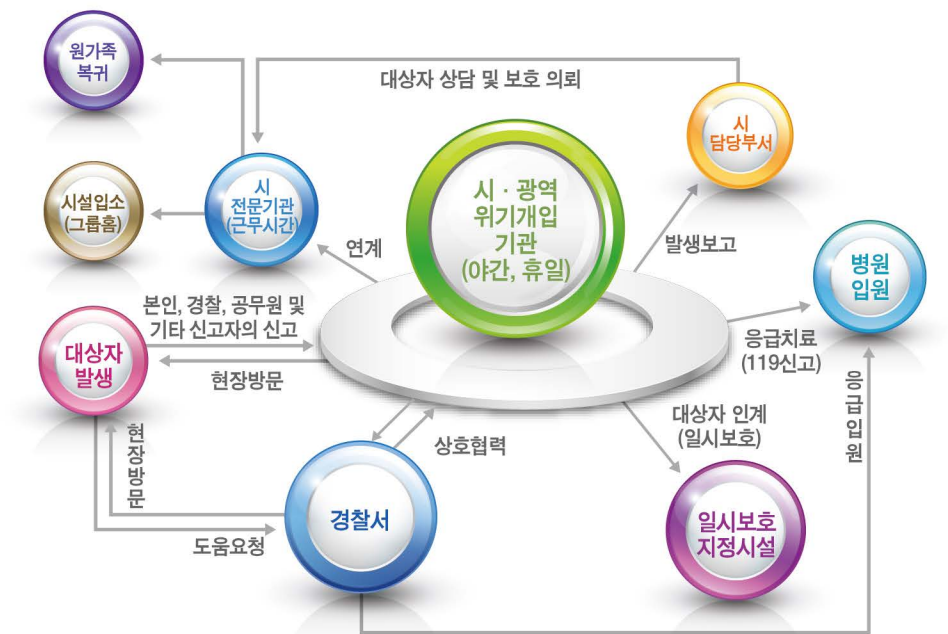 원가족
복귀
대상자 상담 및 보호 의뢰
시
담당부서
시설입소
(그룹홈)
시
전문기관
(근무시간)
시 · 광역
위기개입
기관
(야간, 휴일)
연계
발생보고
병원
입원
본인, 경찰, 공무원 및
기타 신고자의 신고
대상자
발생
현장방문
응급치료
(119신고)
대상자 인계
(일시보호)
상호협력
현장방문
응급입원
경찰서
도움요청
일시보호
지정시설